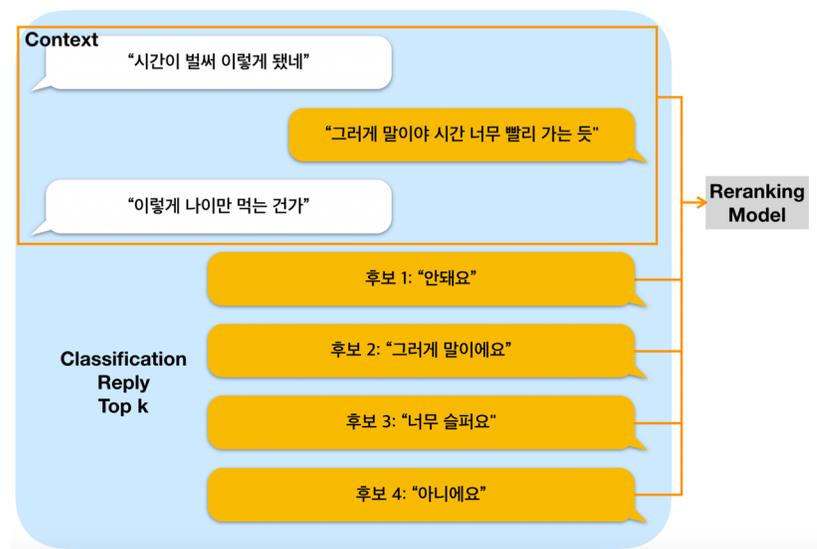 Context
“시간이 벌써 이렇게 됐네”
“그러게 말이야 시간 너무 빨리 가는 듯"
“이렇게 나이만 먹는 건가”
Reranking
Model
후보 1: “안돼요”
후보 2: “그러게 말이에요”
Classification
Reply
Top k
후보 3: “너무 슬퍼요"
후보 4: “아니에요”